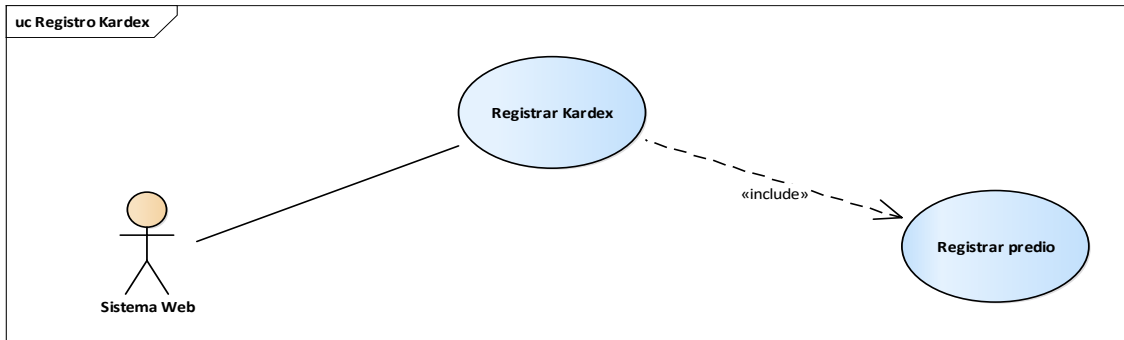 uc Registro Kardex
Registrar Kardex
«include»
Registrar predio
Sistema Web